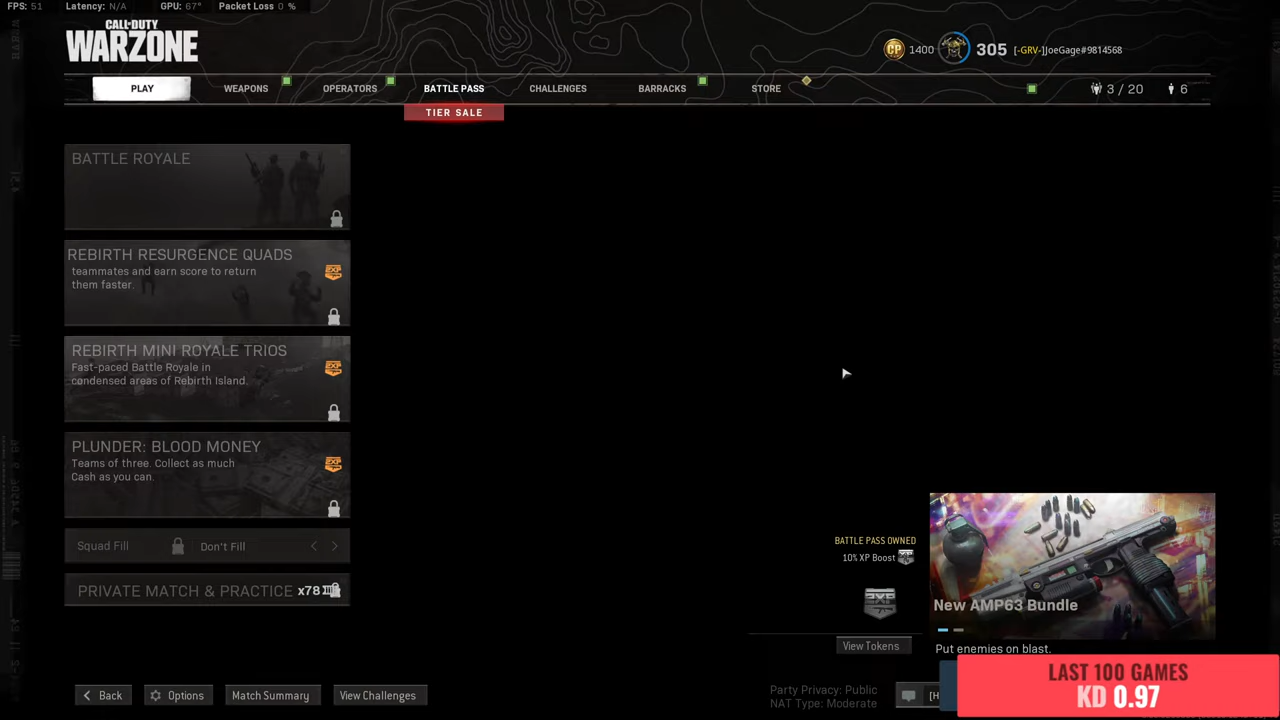 FPS: 51 Latency: N/A GPU: 67° Packet Loss 0 %
CALL OF DUTY
WARZONE
CP 1400 305 [-GRV-]JoeGage#9814568
PLAY WEAPONS OPERATORS BATTLE PASS CHALLENGES BARRACKS STORE 3 / 20 6
TIER SALE
BATTLE ROYALE
REBIRTH RESURGENCE QUADS
teammates and earn score to return
them faster.
2XP
REBIRTH MINI ROYALE TRIOS
Fast-paced Battle Royale in
condensed areas of Rebirth Island.
2XP
PLUNDER: BLOOD MONEY
Teams of three. Collect as much
Cash as you can.
2XP
Squad Fill Don't Fill
PRIVATE MATCH & PRACTICE x78
BATTLE PASS OWNED
10% XP Boost
View Tokens
New AMP63 Bundle
Put enemies on blast.
Back Options Match Summary View Challenges
Party Privacy: Public
NAT Type: Moderate
[H
LAST 100 GAMES
KD 0.97